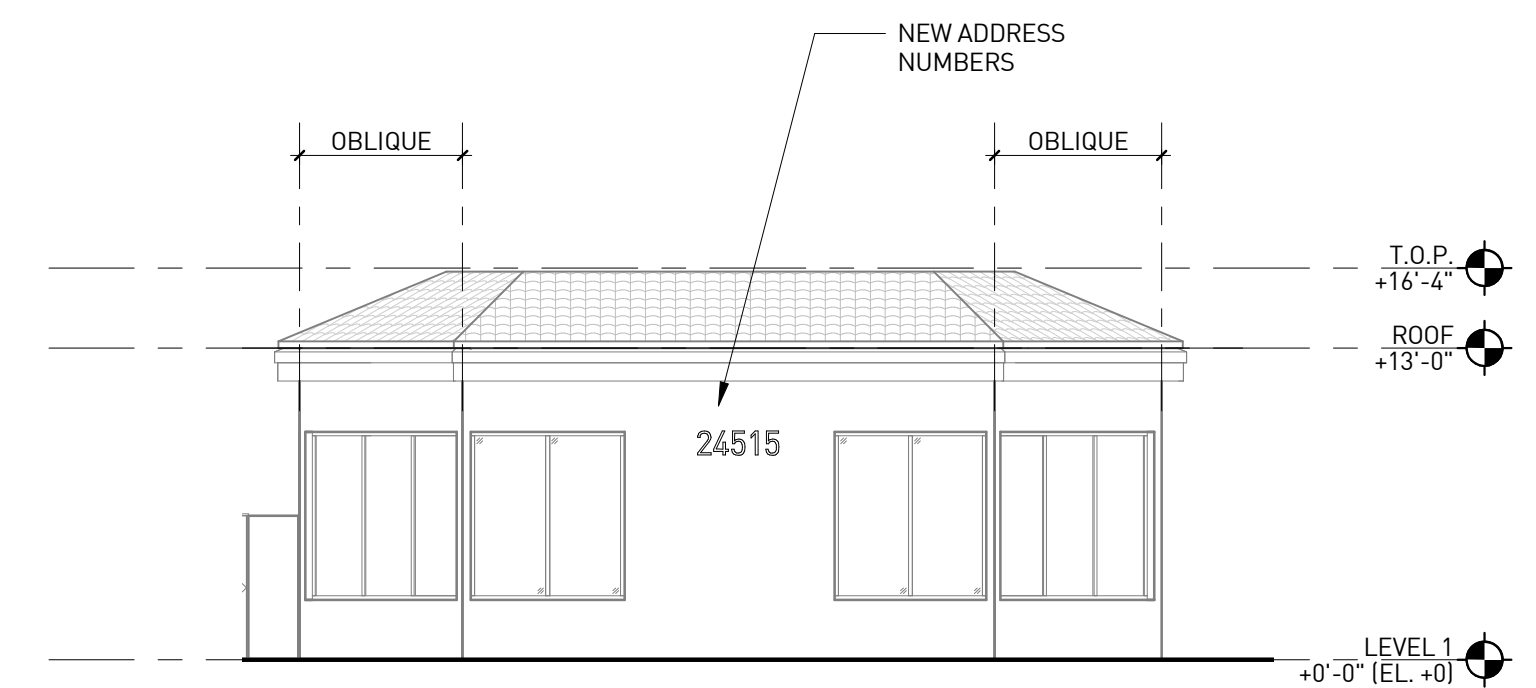 NEW ADDRESS
NUMBERS
OBLIQUE
OBLIQUE
T.O.P.
+16'-4"
ROOF
+13'-0"
24515
LEVEL 1
+0'-0" (EL. +0)